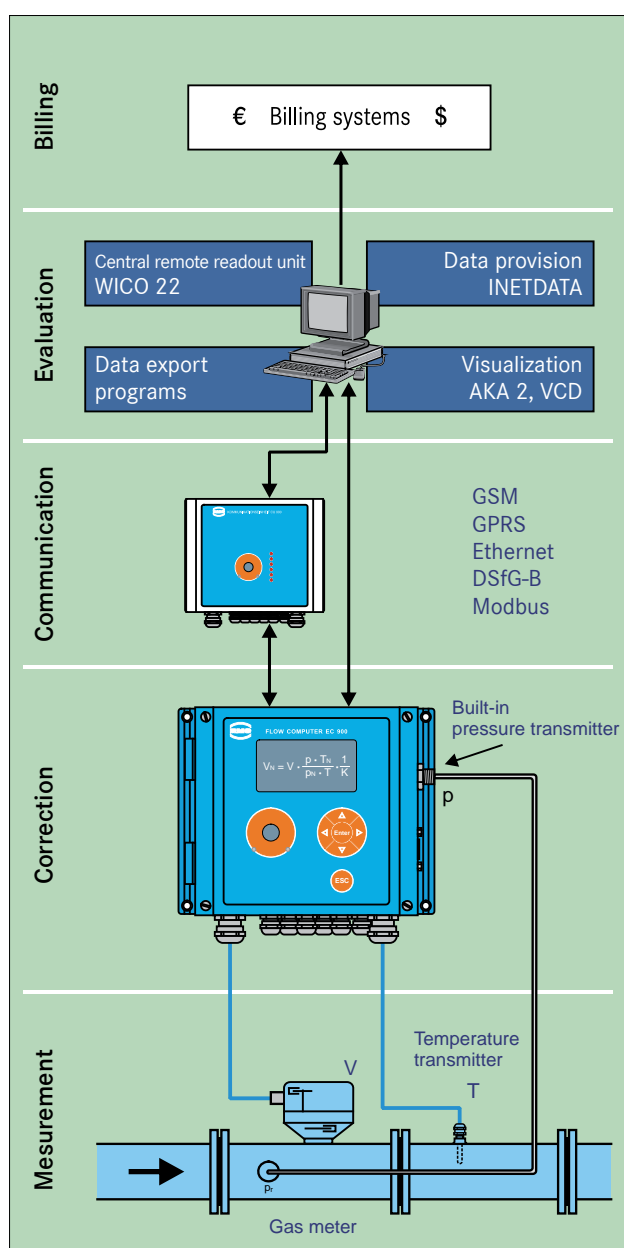 Billing
€ Billing systems $
Evaluation
Central remote readout unit
WICO 22
Data provision
INETDATA
Data export
programs
Visualization
AKA 2, VCD
Communication
GSM
GPRS
Ethernet
DSfG-B
Modbus
Correction
Built-in
pressure transmitter
p
RMG
FLOW COMPUTER EC 900
VN = V · p · TN / pN · T · 1 / K
Enter
ESC
Mesurement
V
Temperature
transmitter
T
pr
Gas meter